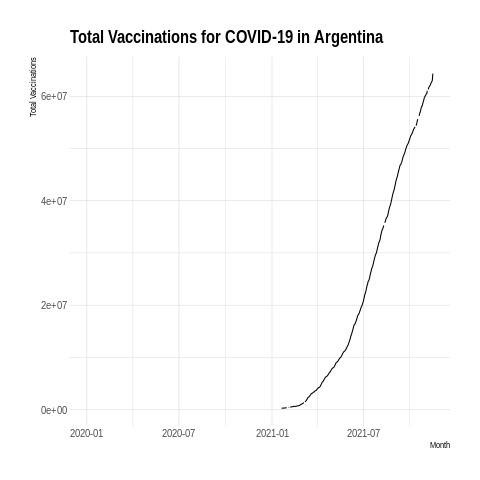 Total Vaccinations for COVID-19 in Argentina
Total Vaccinations
6e+07
4e+07
2e+07
0e+00
2020-01 2020-07 2021-01 2021-07
Month